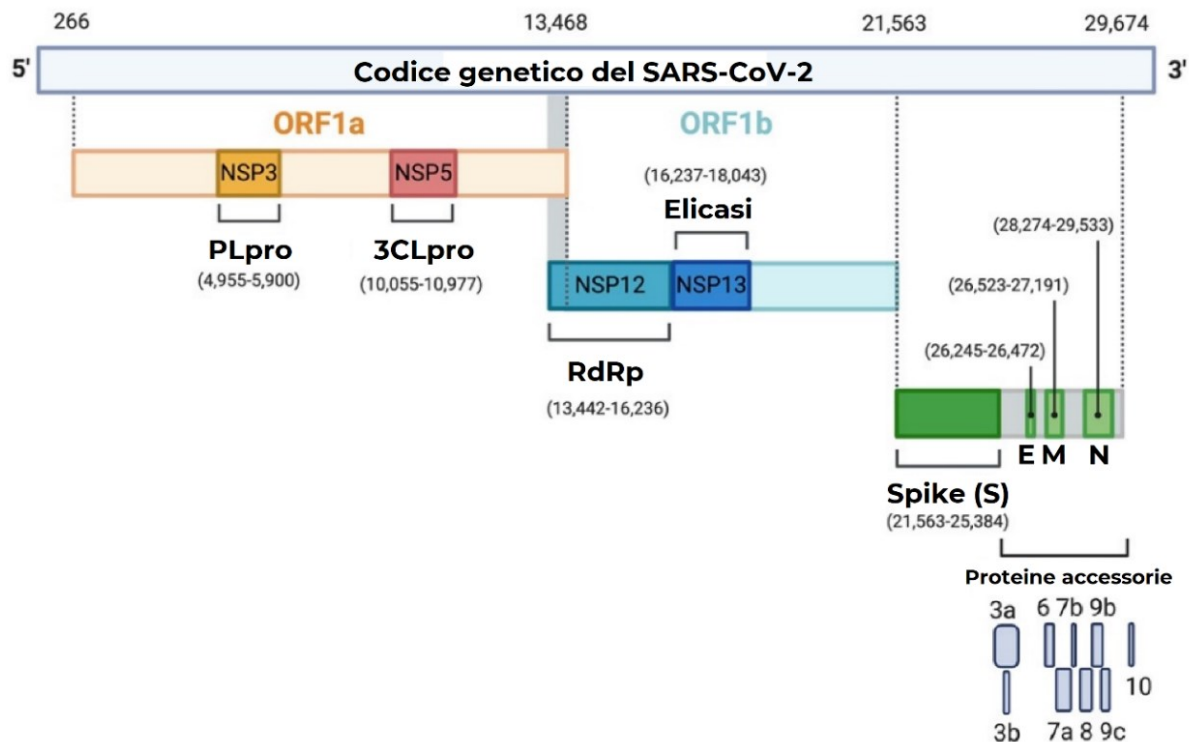 266 13,468 21,563 29,674
5' Codice genetico del SARS-CoV-2 3'
ORF1a ORF1b
NSP3 NSP5
(16,237-18,043)
Elicasi
PLpro 3CLpro
(4,955-5,900) (10,055-10,977)
(28,274-29,533)
NSP12 NSP13
(26,523-27,191)
(26,245-26,472)
RdRp
(13,442-16,236)
E M N
Spike (S)
(21,563-25,384)
Proteine accessorie
3a 6 7b 9b
10
3b 7a 8 9c